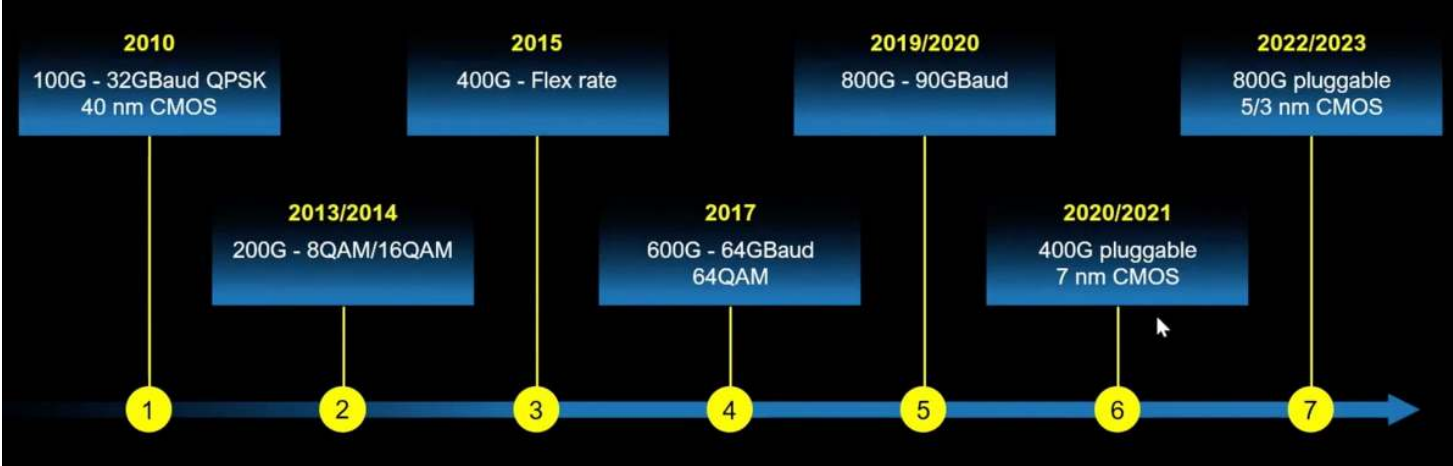 2010
100G - 32GBaud QPSK
40 nm CMOS
2013/2014
200G - 8QAM/16QAM
2015
400G - Flex rate
2017
600G - 64GBaud
64QAM
2019/2020
800G - 90GBaud
2020/2021
400G pluggable
7 nm CMOS
2022/2023
800G pluggable
5/3 nm CMOS
1
2
3
4
5
6
7